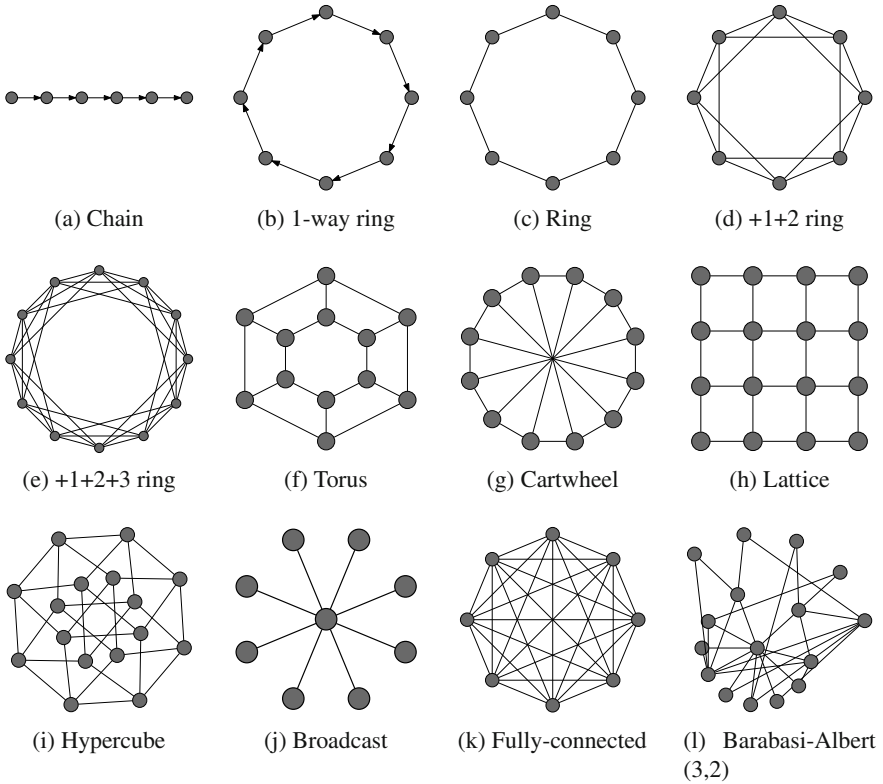 (a) Chain
(b) 1-way ring
(c) Ring
(d) +1+2 ring
(e) +1+2+3 ring
(f) Torus
(g) Cartwheel
(h) Lattice
(i) Hypercube
(j) Broadcast
(k) Fully-connected
(l) Barabasi-Albert
(3,2)